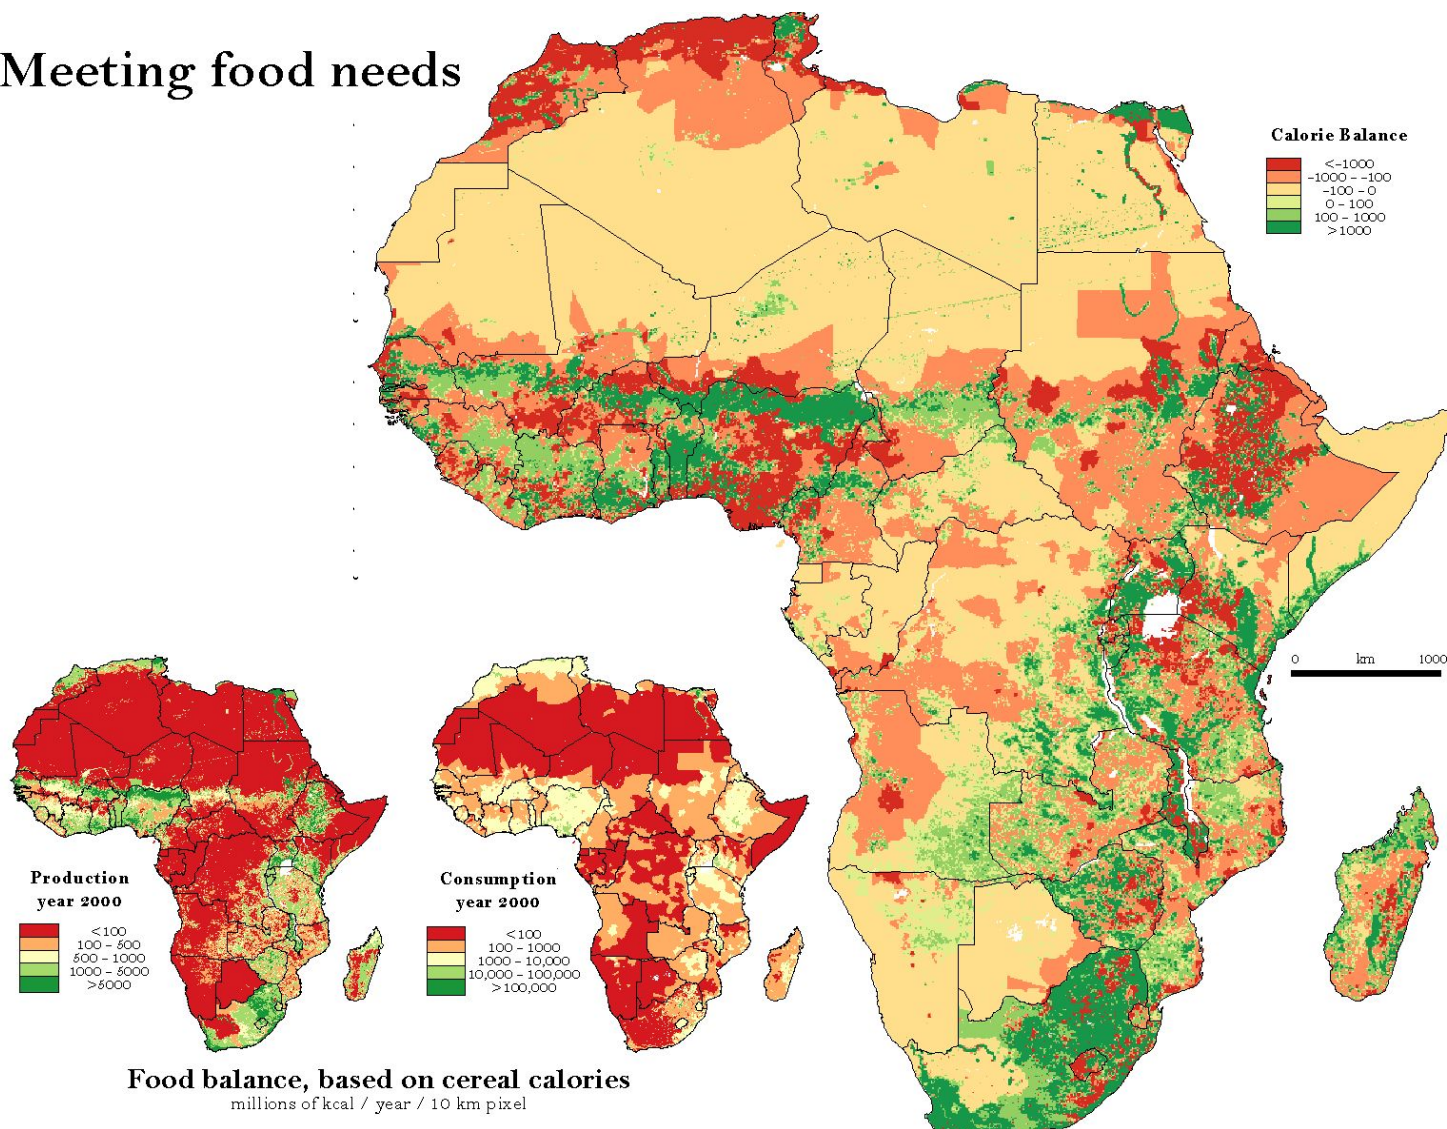 Meeting food needs
Calorie Balance
<-1000
-1000 - -100
-100 - 0
0 - 100
100 - 1000
>1000
0 km 1000
Production
year 2000
<100
100 - 500
500 - 1000
1000 - 5000
>5000
Consumption
year 2000
<100
100 - 1000
1000 - 10,000
10,000 - 100,000
>100,000
Food balance, based on cereal calories
millions of kcal / year / 10 km pixel